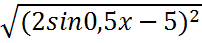 √(2sin0,5x − 5)²